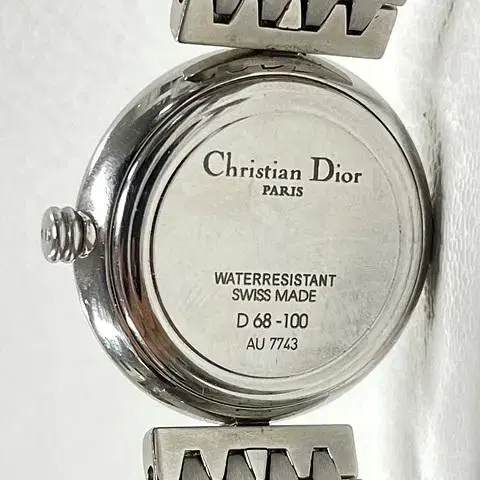 Christian Dior
PARIS
WATERRESISTANT
SWISS MADE
D 68-100
AU 7743